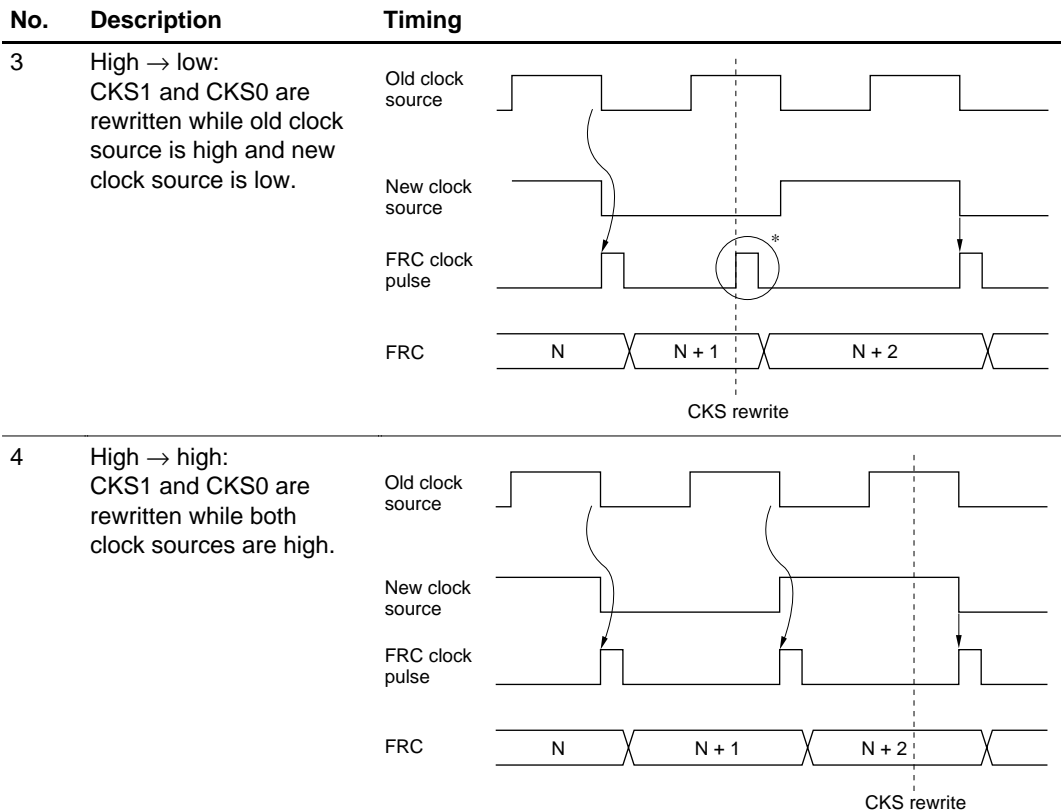 No. Description Timing
3 High → low:
CKS1 and CKS0 are
rewritten while old clock
source is high and new
clock source is low.
Old clock
source
New clock
source
*
FRC clock
pulse
FRC N N + 1 N + 2
CKS rewrite
4 High → high:
CKS1 and CKS0 are
rewritten while both
clock sources are high.
Old clock
source
New clock
source
FRC clock
pulse
FRC N N + 1 N + 2
CKS rewrite